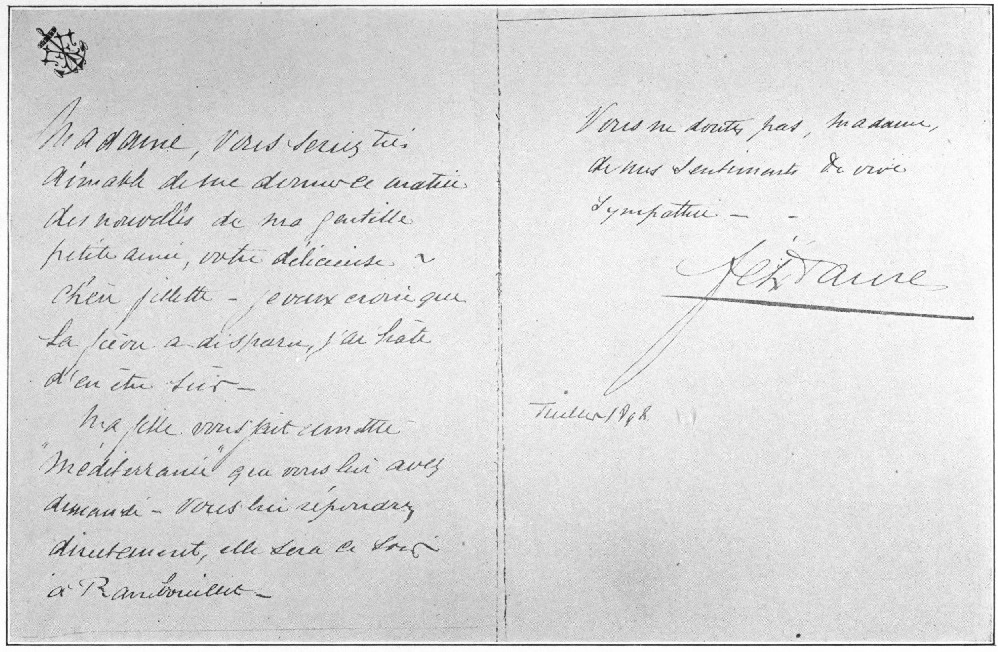 Madame, Vous seriez très
aimable de me donner ce matin
des nouvelles de ma gentille
petite amie, votre délicieuse
chère fillette – je veux croire que
la fièvre a disparu, j'ai hâte
d'en être sûr –
Ma fille vous fait remettre
"Méditerranée" que vous lui avez
demandé – Vous lui répondrez
directement, elle sera ce soir
à Rambouillet –
Vous ne doutez pas, madame,
de mes sentiments de vive
sympathie – -
Félix Faure
Juillet 1898